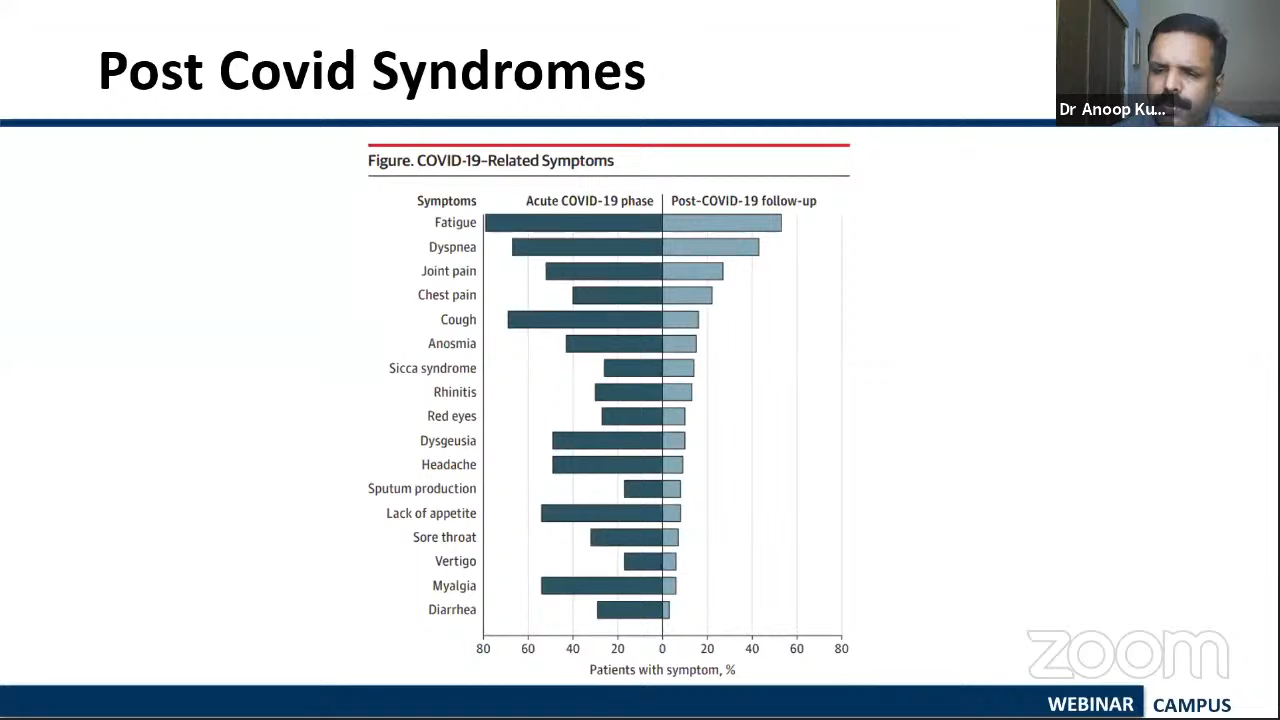 Post Covid Syndromes
Dr Anoop Ku...
Figure. COVID-19–Related Symptoms
Symptoms Acute COVID-19 phase Post-COVID-19 follow-up
Fatigue
Dyspnea
Joint pain
Chest pain
Cough
Anosmia
Sicca syndrome
Rhinitis
Red eyes
Dysgeusia
Headache
Sputum production
Lack of appetite
Sore throat
Vertigo
Myalgia
Diarrhea
80 60 40 20 0 20 40 60 80
Patients with symptom, %
zoom
WEBINAR CAMPUS